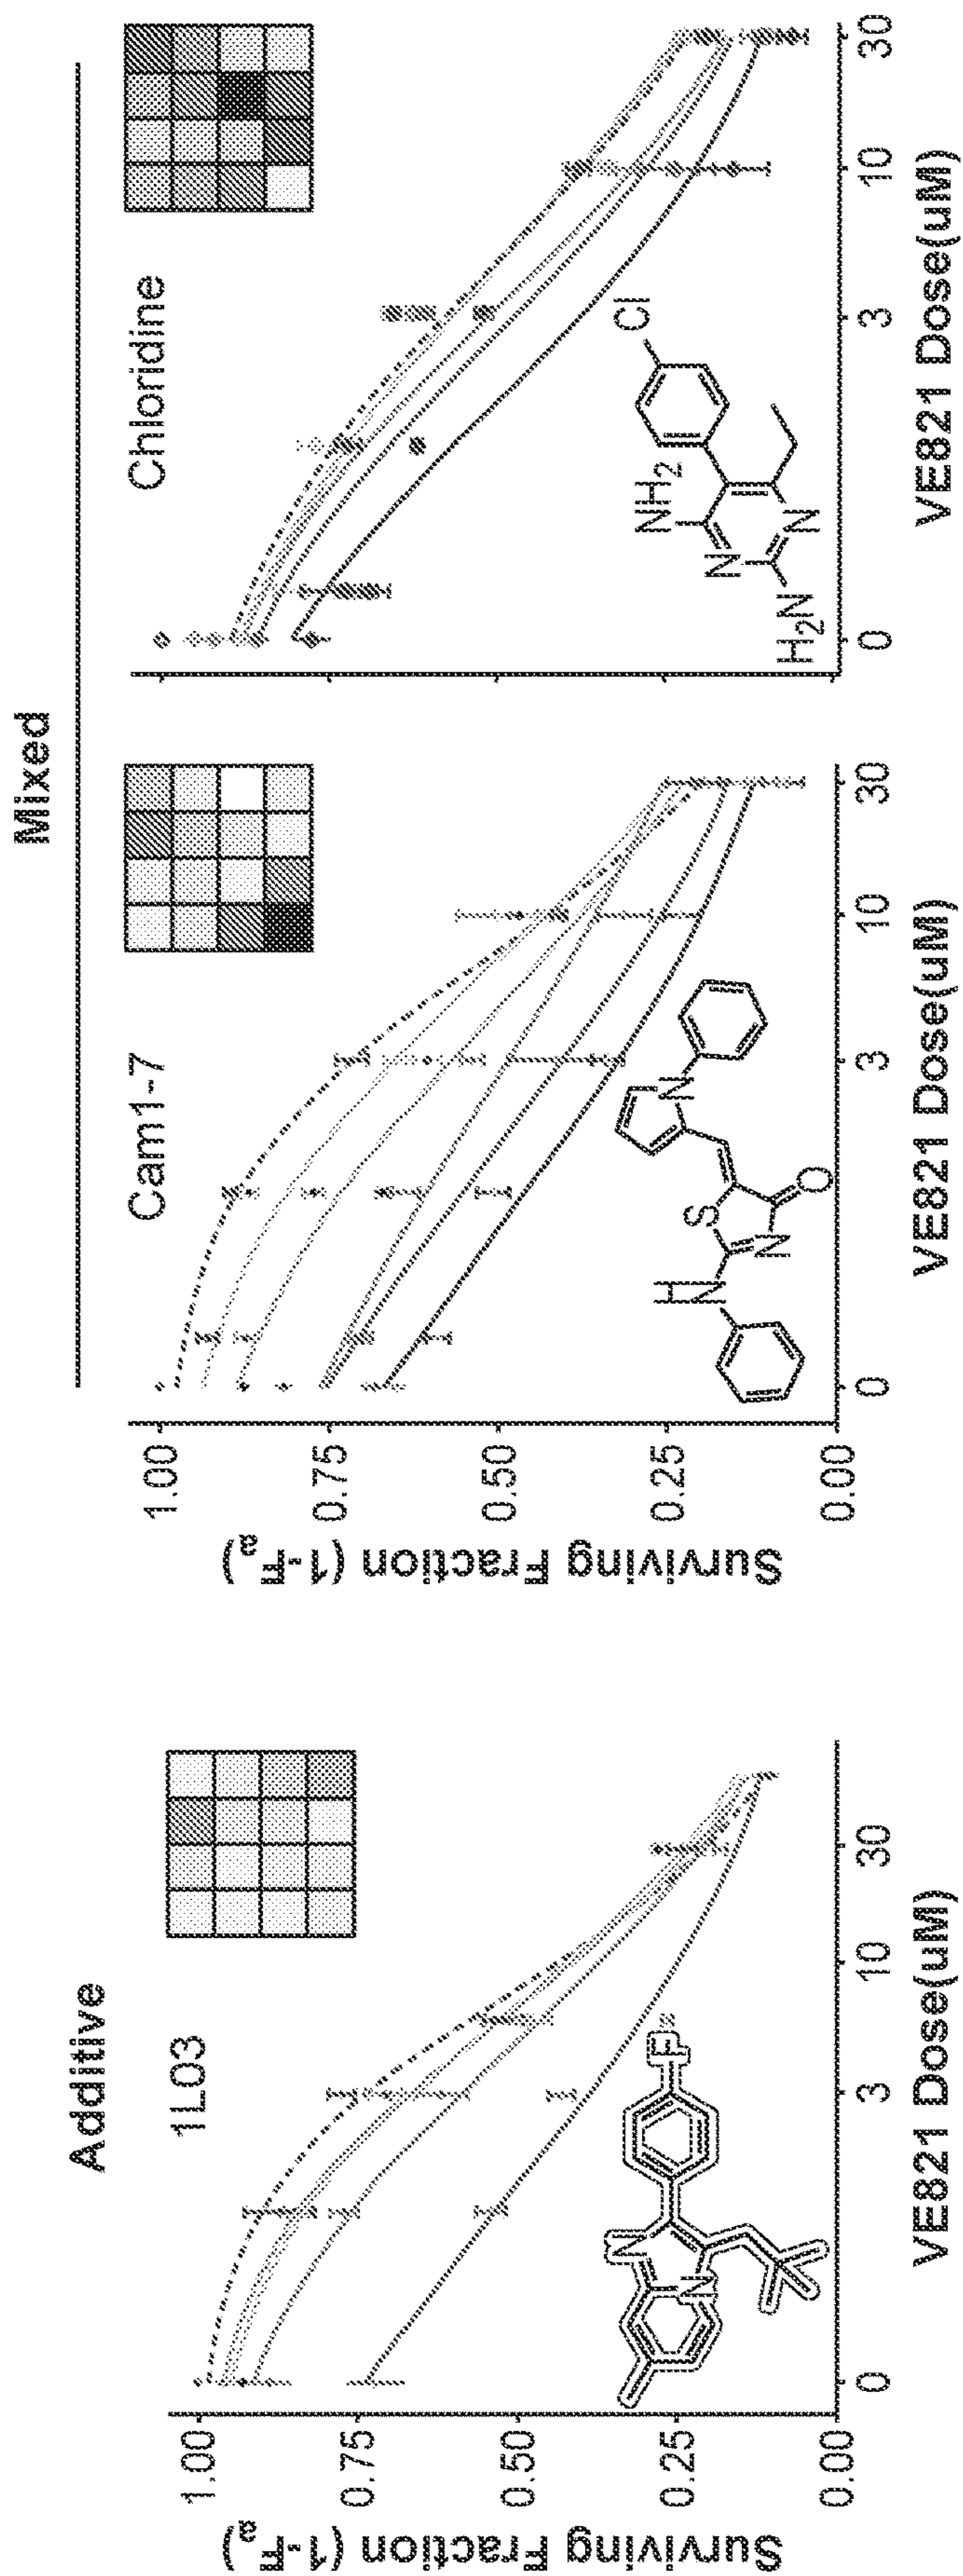 Additive
1L03
Surviving Fraction (1-Fa)
1.00
0.75
0.50
0.25
0.00
N
N
F
0
3
10
30
VE821 Dose(uM)
Mixed
Cam1-7
Surviving Fraction (1-Fa)
1.00
0.75
0.50
0.25
0.00
H
N
S
N
O
N
0
3
10
30
VE821 Dose(uM)
Chloridine
NH2
Cl
N
N
H2N
0
3
10
30
VE821 Dose(uM)